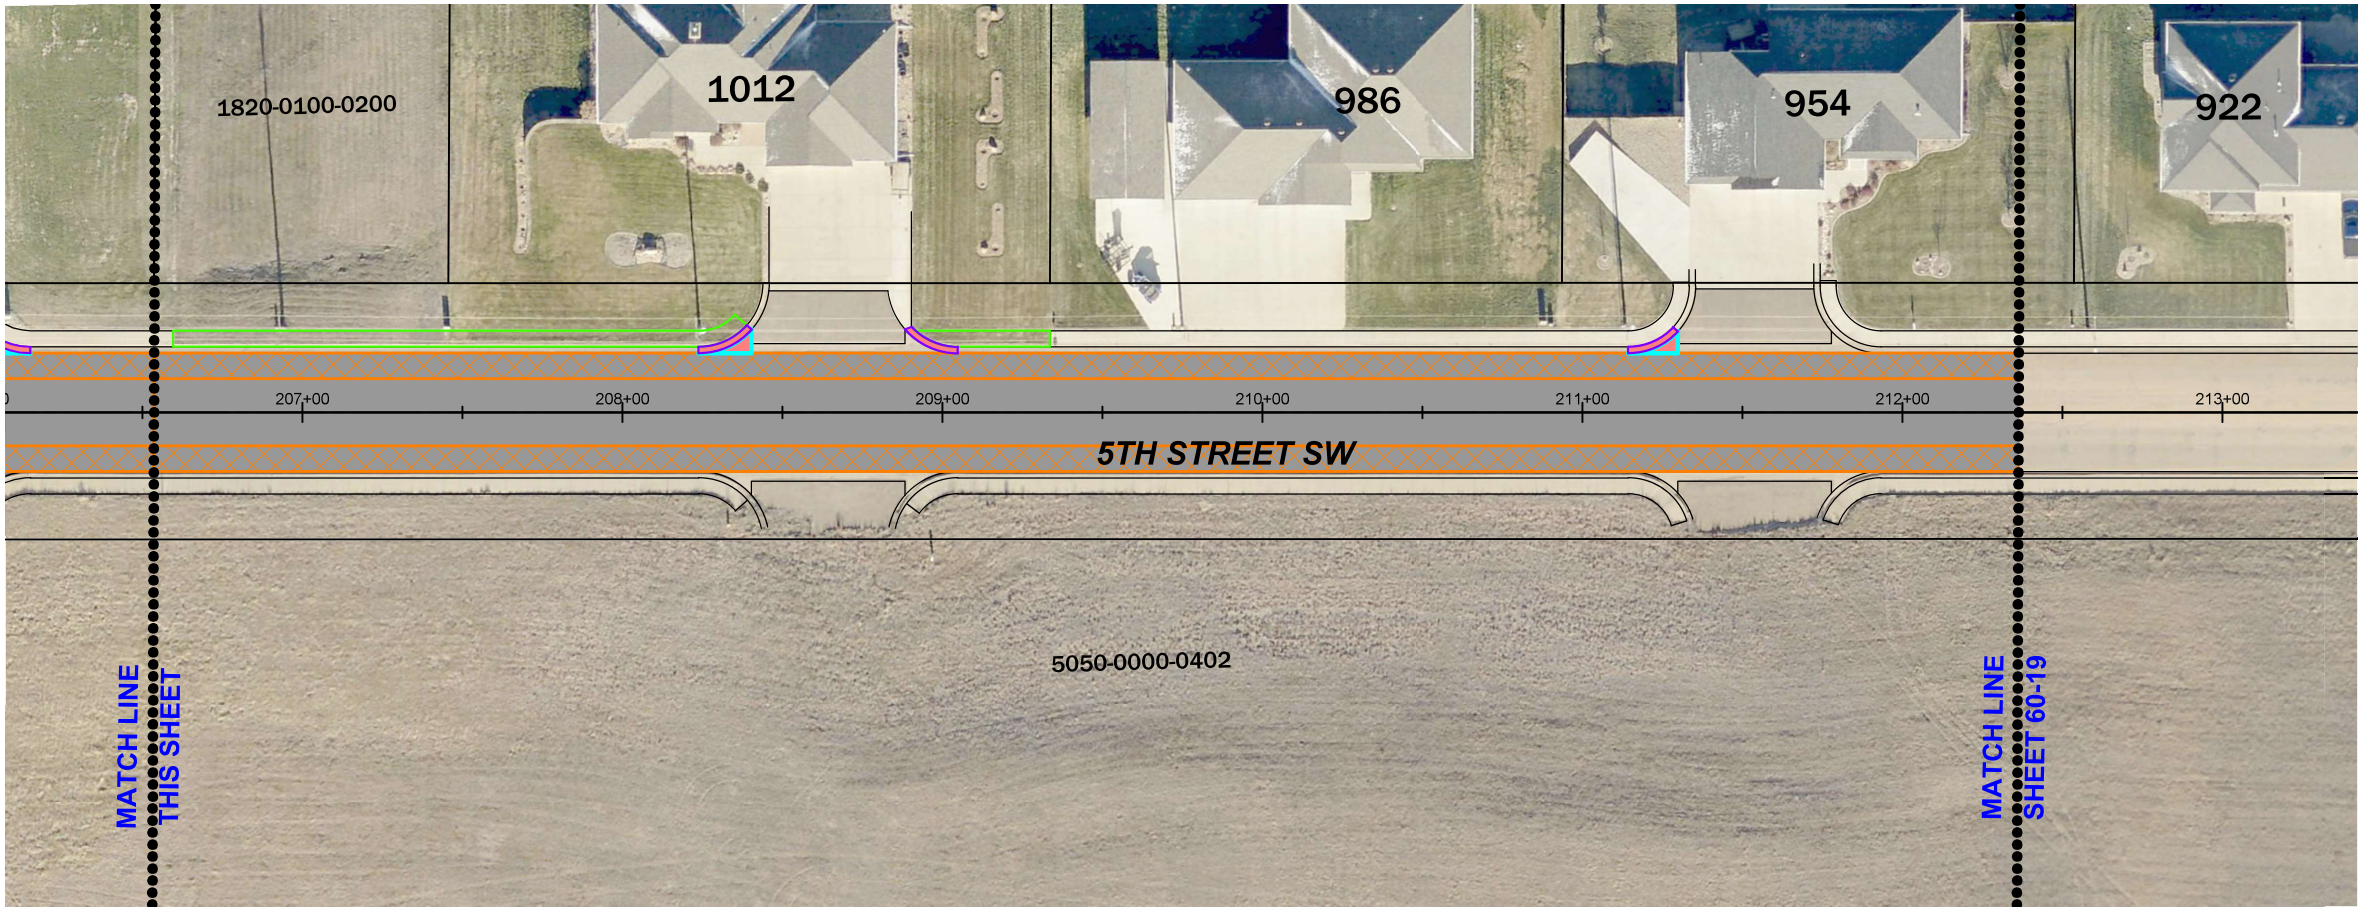 1820-0100-0200
1012
986
954
922
0
207+00
208+00
209+00
210+00
211+00
212+00
213+00
5TH STREET SW
5050-0000-0402
MATCH LINE
THIS SHEET
MATCH LINE
SHEET 60-19